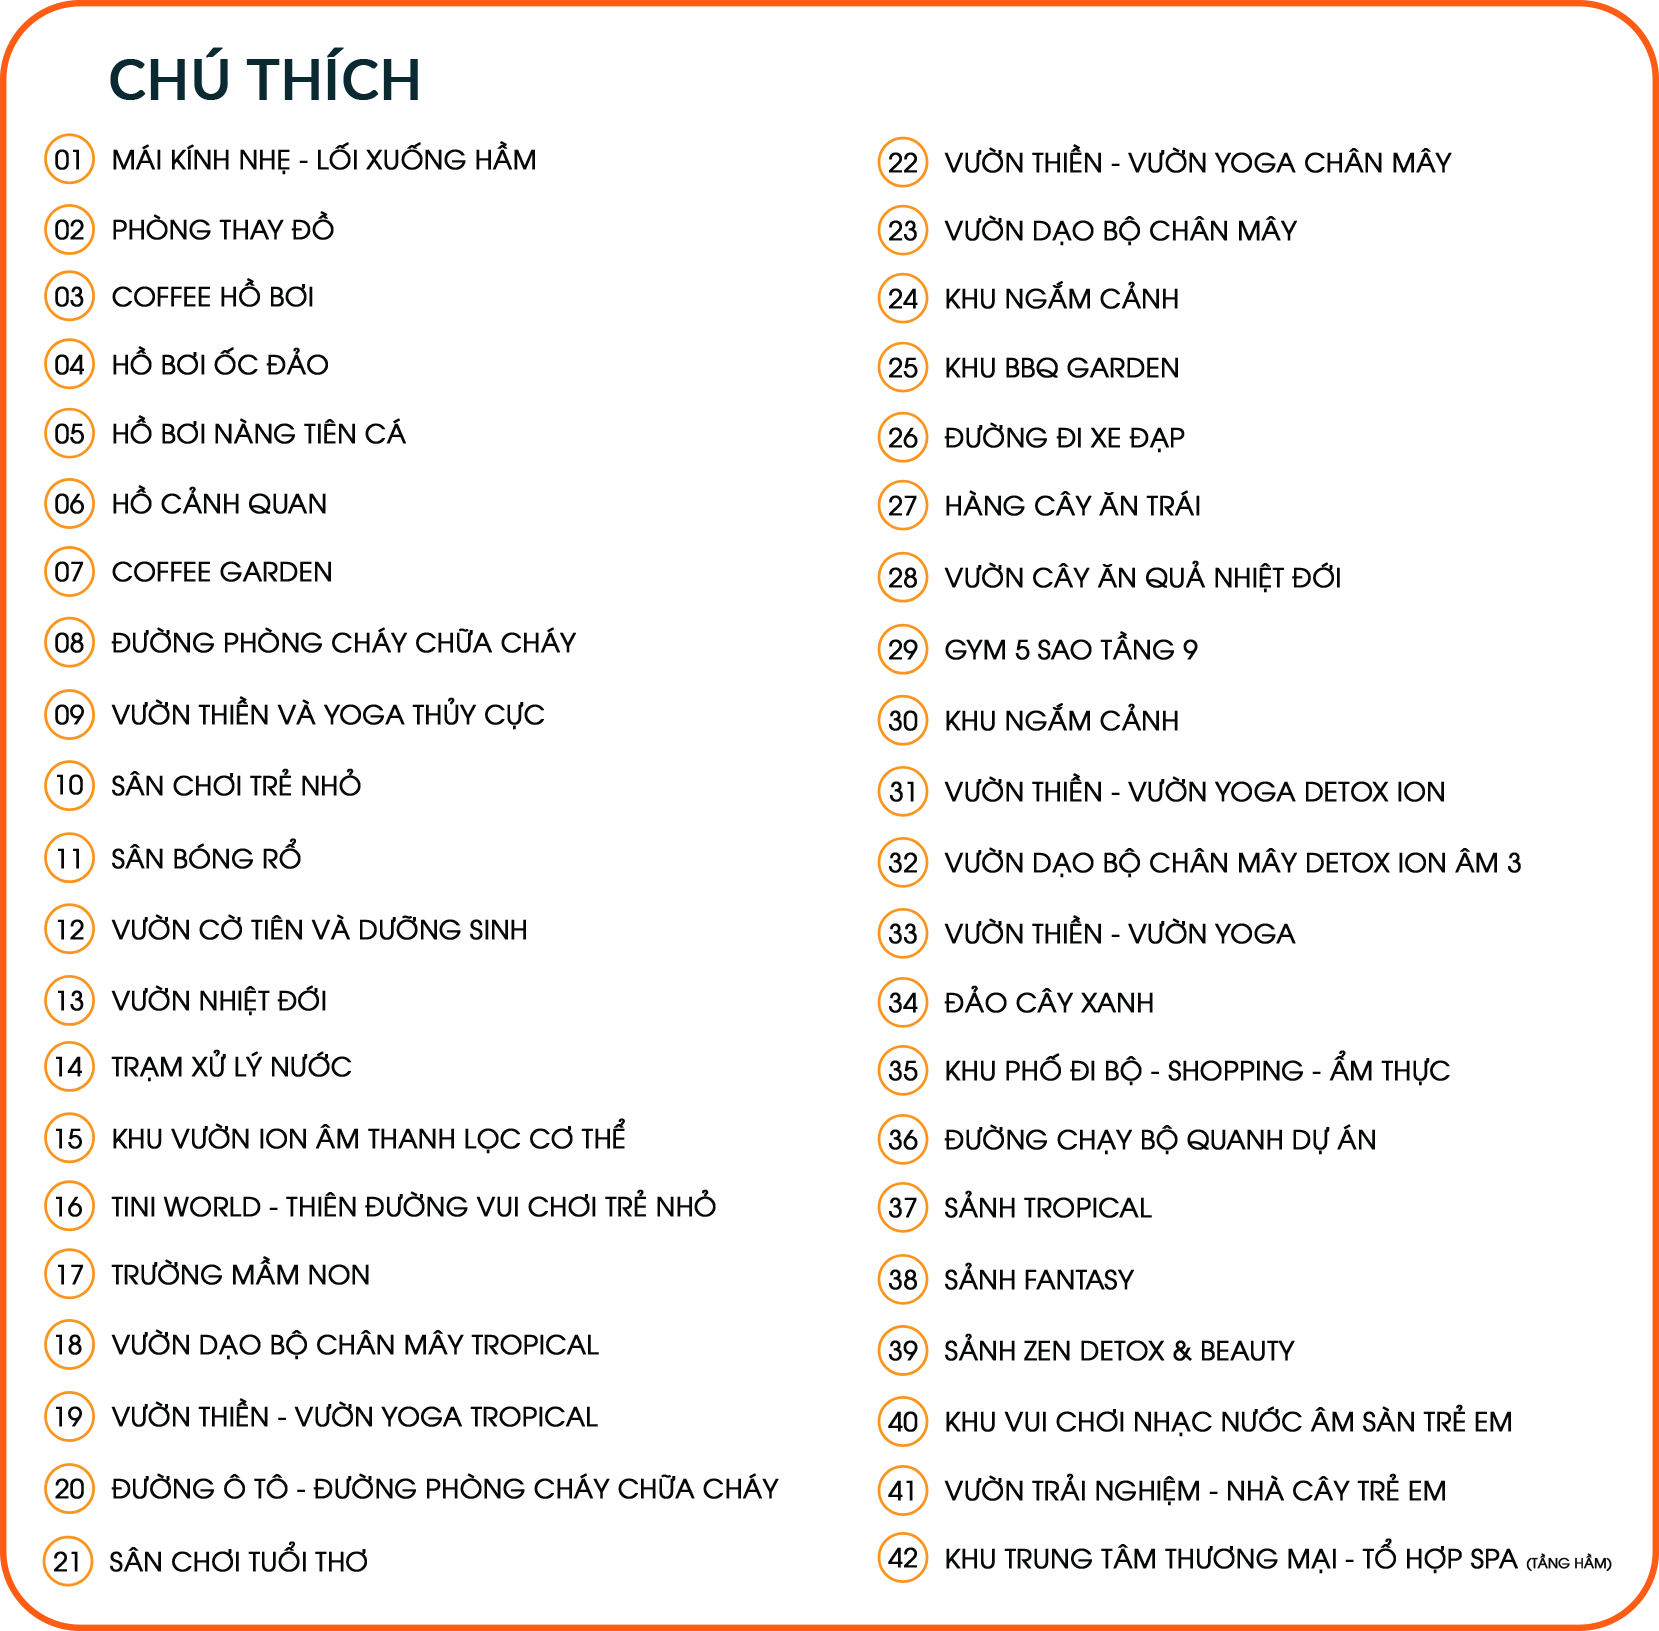 CHÚ THÍCH
01 MÁI KÍNH NHẸ - LỐI XUỐNG HẦM
02 PHÒNG THAY ĐỒ
03 COFFEE HỒ BƠI
04 HỒ BƠI ỐC ĐẢO
05 HỒ BƠI NÀNG TIÊN CÁ
06 HỒ CẢNH QUAN
07 COFFEE GARDEN
08 ĐƯỜNG PHÒNG CHÁY CHỮA CHÁY
09 VƯỜN THIỀN VÀ YOGA THỦY CỰC
10 SÂN CHƠI TRẺ NHỎ
11 SÂN BÓNG RỔ
12 VƯỜN CỜ TIÊN VÀ DƯỠNG SINH
13 VƯỜN NHIỆT ĐỚI
14 TRẠM XỬ LÝ NƯỚC
15 KHU VƯỜN ION ÂM THANH LỌC CƠ THỂ
16 TINI WORLD - THIÊN ĐƯỜNG VUI CHƠI TRẺ NHỎ
17 TRƯỜNG MẦM NON
18 VƯỜN DẠO BỘ CHÂN MÂY TROPICAL
19 VƯỜN THIỀN - VƯỜN YOGA TROPICAL
20 ĐƯỜNG Ô TÔ - ĐƯỜNG PHÒNG CHÁY CHỮA CHÁY
21 SÂN CHƠI TUỔI THƠ
22 VƯỜN THIỀN - VƯỜN YOGA CHÂN MÂY
23 VƯỜN DẠO BỘ CHÂN MÂY
24 KHU NGẮM CẢNH
25 KHU BBQ GARDEN
26 ĐƯỜNG ĐI XE ĐẠP
27 HÀNG CÂY ĂN TRÁI
28 VƯỜN CÂY ĂN QUẢ NHIỆT ĐỚI
29 GYM 5 SAO TẦNG 9
30 KHU NGẮM CẢNH
31 VƯỜN THIỀN - VƯỜN YOGA DETOX ION
32 VƯỜN DẠO BỘ CHÂN MÂY DETOX ION ÂM 3
33 VƯỜN THIỀN - VƯỜN YOGA
34 ĐẢO CÂY XANH
35 KHU PHỐ ĐI BỘ - SHOPPING - ẨM THỰC
36 ĐƯỜNG CHẠY BỘ QUANH DỰ ÁN
37 SẢNH TROPICAL
38 SẢNH FANTASY
39 SẢNH ZEN DETOX & BEAUTY
40 KHU VUI CHƠI NHẠC NƯỚC ÂM SÀN TRẺ EM
41 VƯỜN TRẢI NGHIỆM - NHÀ CÂY TRẺ EM
42 KHU TRUNG TÂM THƯƠNG MẠI - TỔ HỢP SPA (TẦNG HẦM)